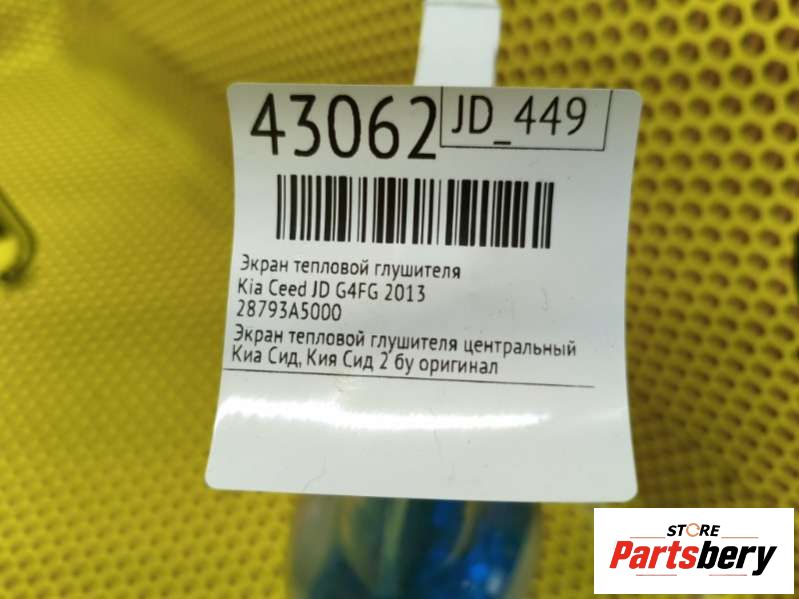 43062
JD_449
Экран тепловой глушителя
Kia Ceed JD G4FG 2013
28793A5000
Экран тепловой глушителя центральный
Киа Сид, Кия Сид 2 бу оригинал
STORE
Partsbery